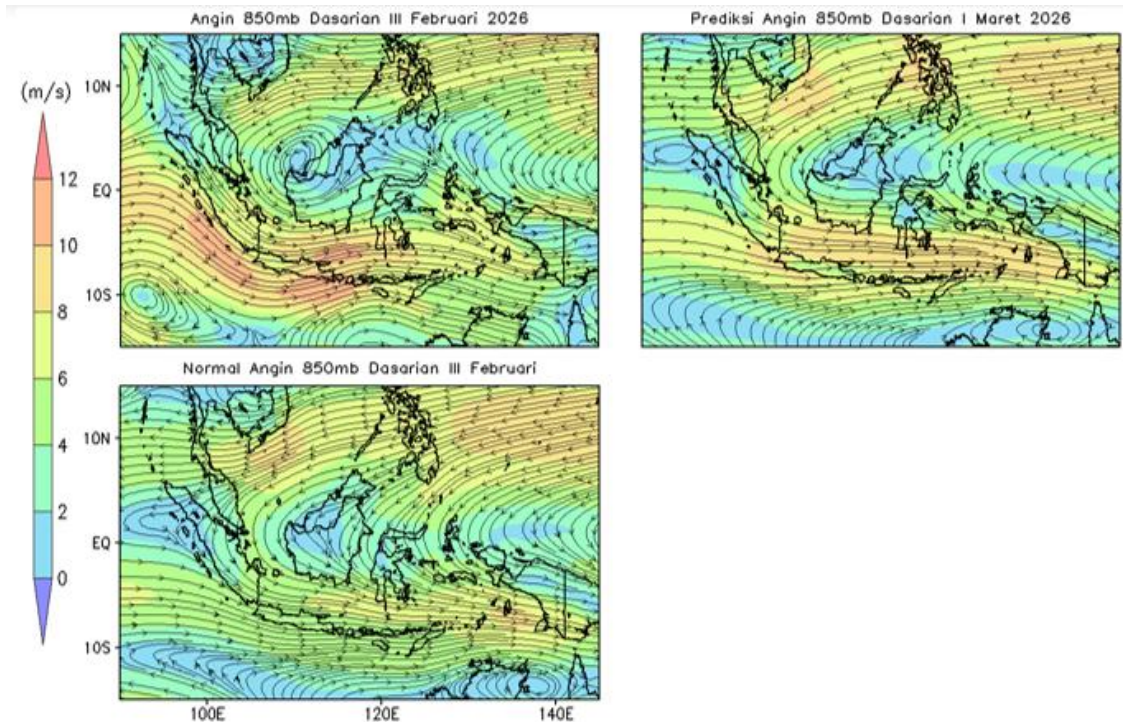 Angin 850mb Dasarian III Februari 2026
Prediksi Angin 850mb Dasarian I Maret 2026
(m/s)
12
10
8
6
4
2
0
10N
EQ
10S
Normal Angin 850mb Dasarian III Februari
10N
EQ
10S
100E
120E
140E